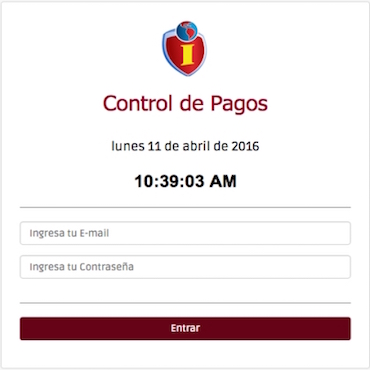 I
Control de Pagos
lunes 11 de abril de 2016
10:39:03 AM
Ingresa tu E-mail
Ingresa tu Contraseña
Entrar